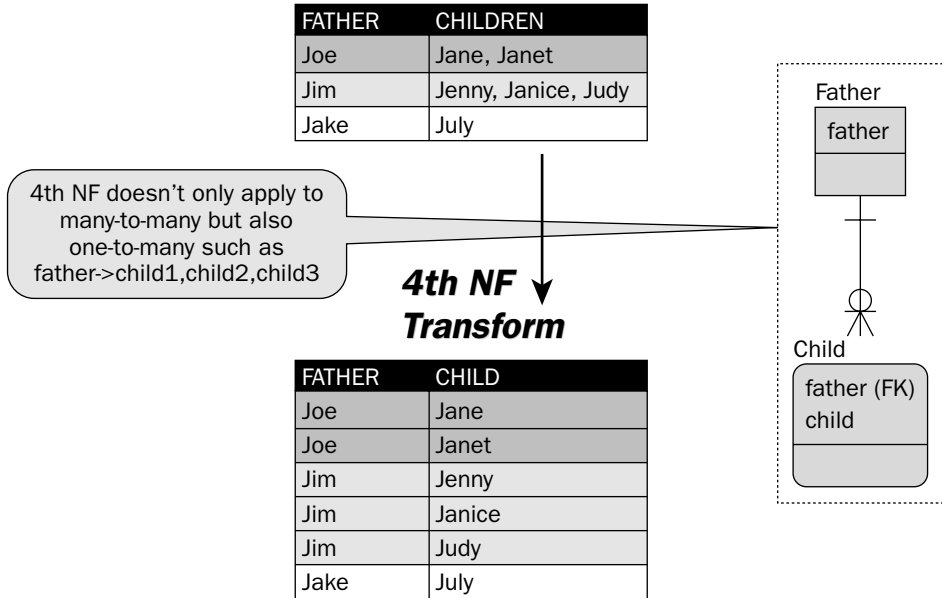 FATHER CHILDREN
Joe Jane, Janet
Jim Jenny, Janice, Judy
Jake July
4th NF doesn't only apply to
many-to-many but also
one-to-many such as
father->child1,child2,child3
4th NF
Transform
FATHER CHILD
Joe Jane
Joe Janet
Jim Jenny
Jim Janice
Jim Judy
Jake July
Father
father
Child
father (FK)
child